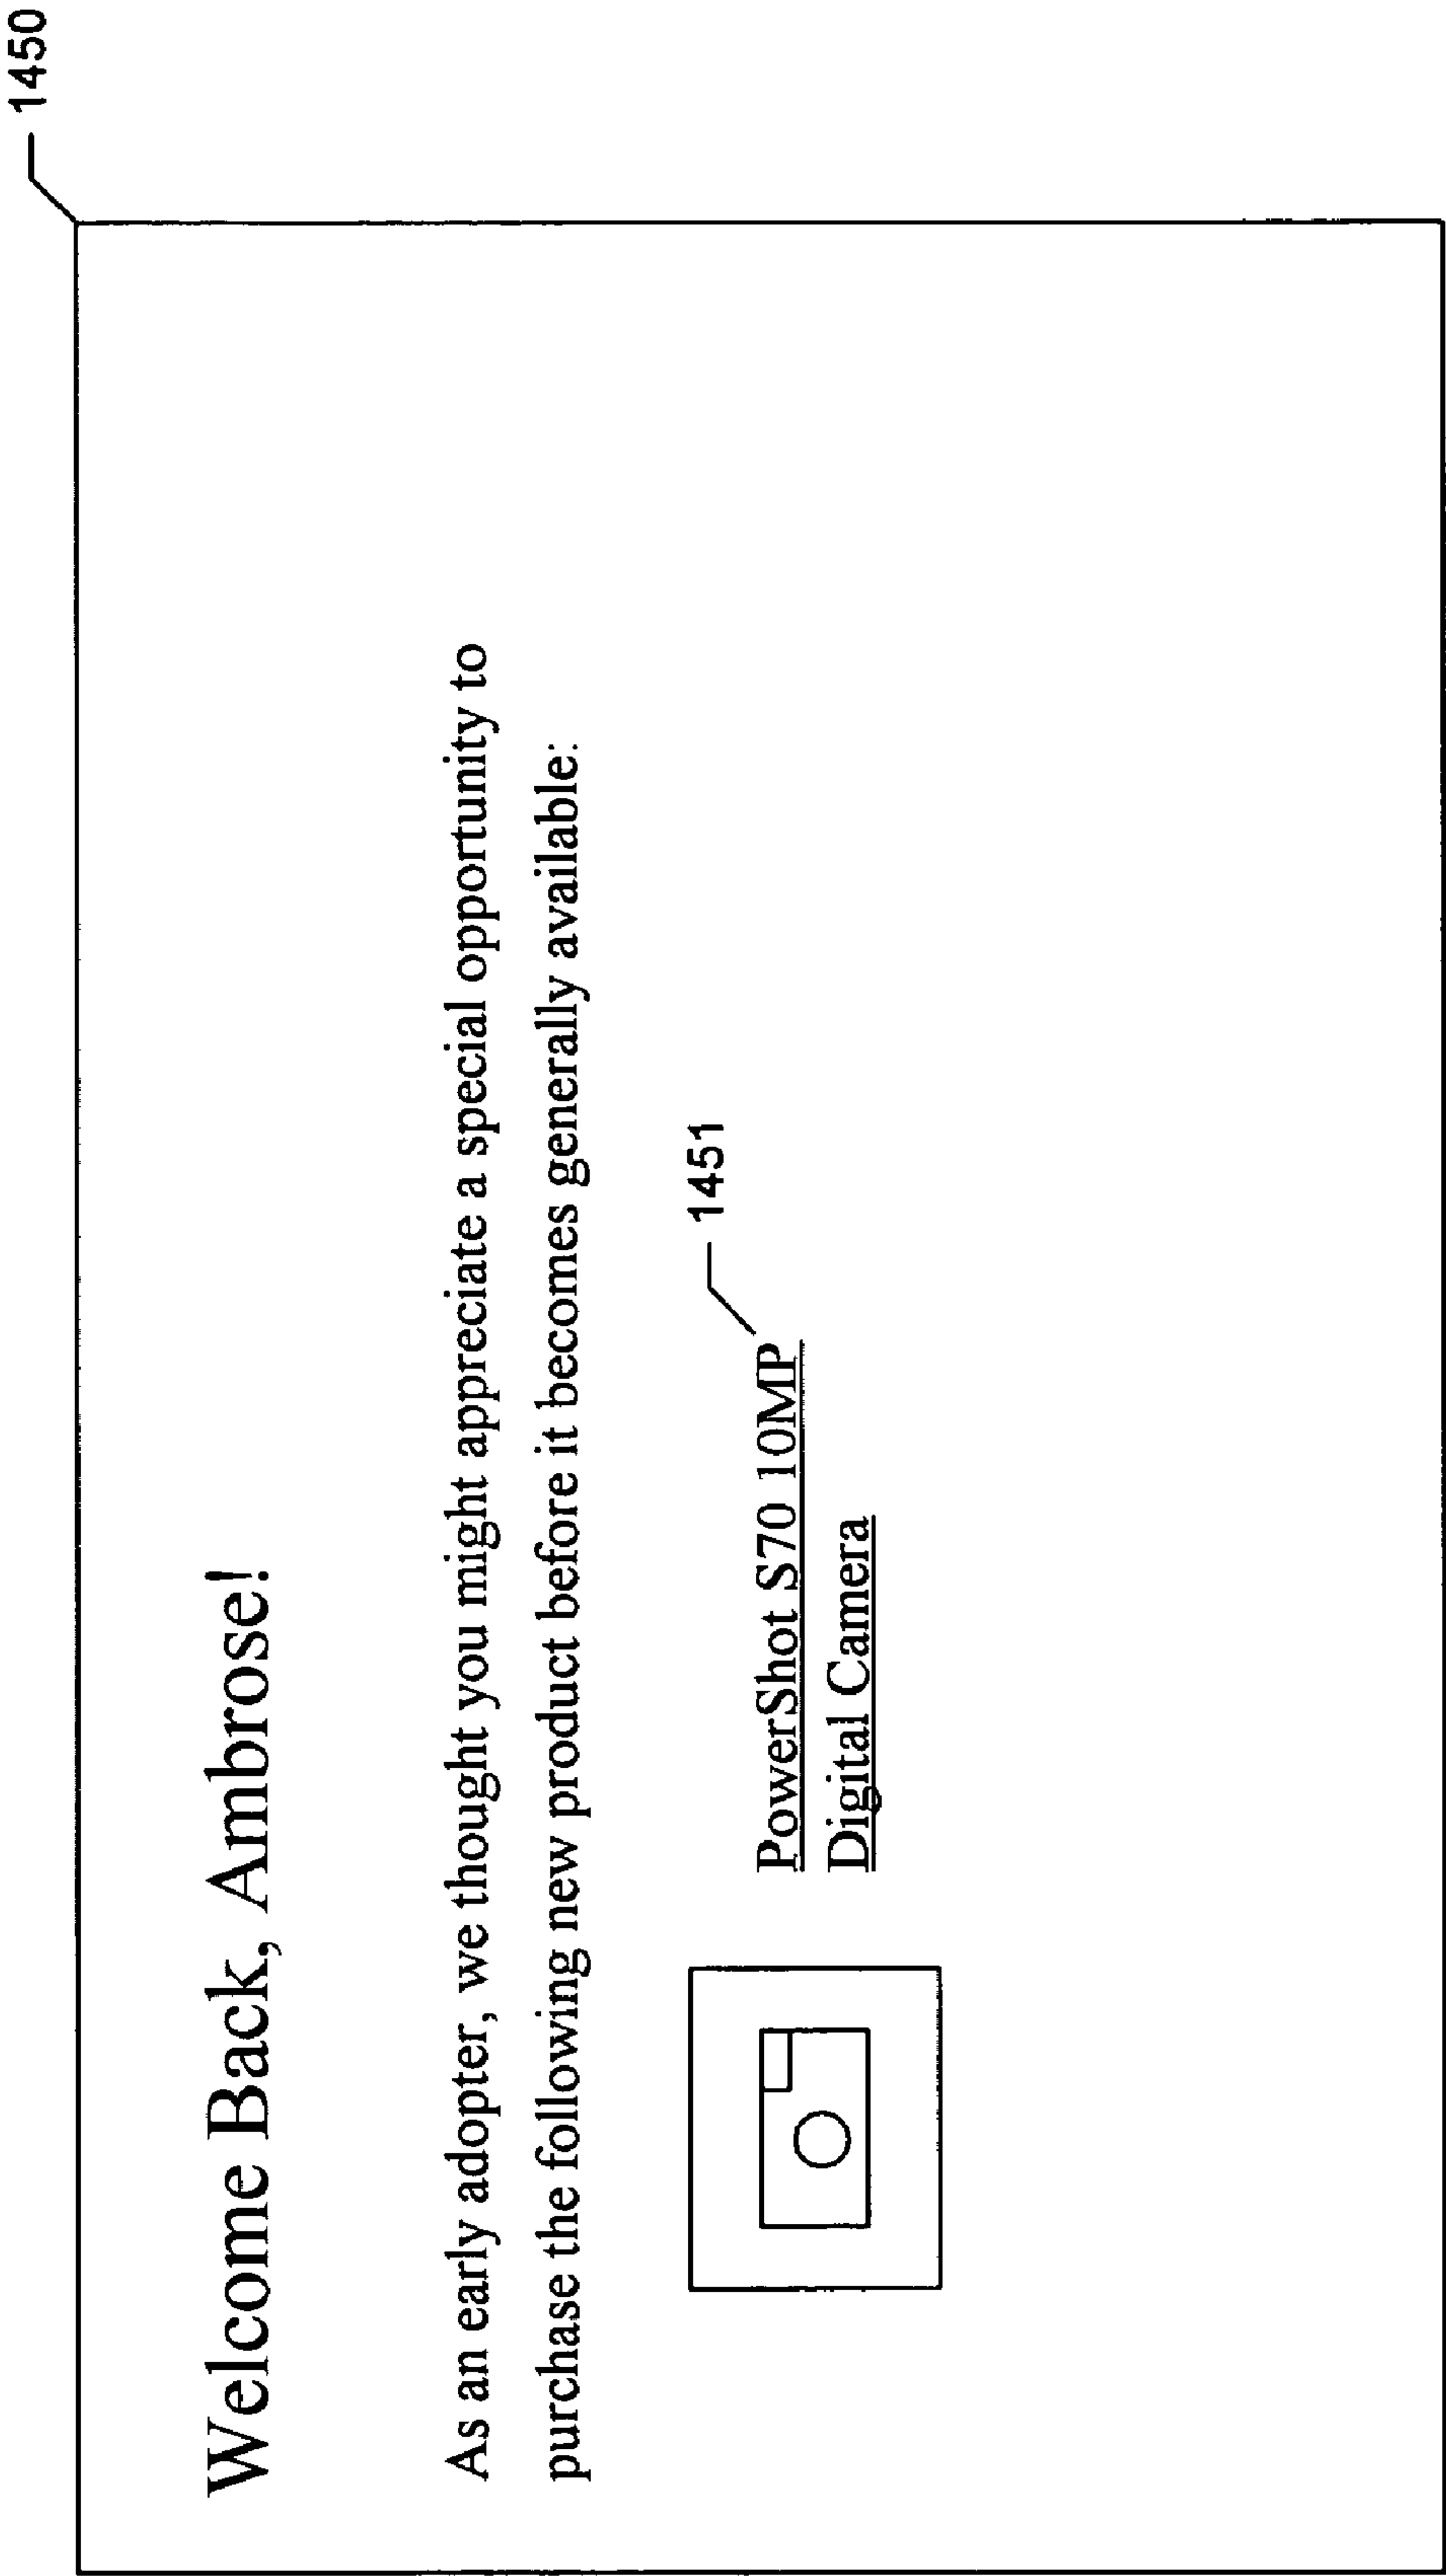 1450
Welcome Back, Ambrose!
As an early adopter, we thought you might appreciate a special opportunity to
purchase the following new product before it becomes generally available:
1451
PowerShot S70 10MP
Digital Camera